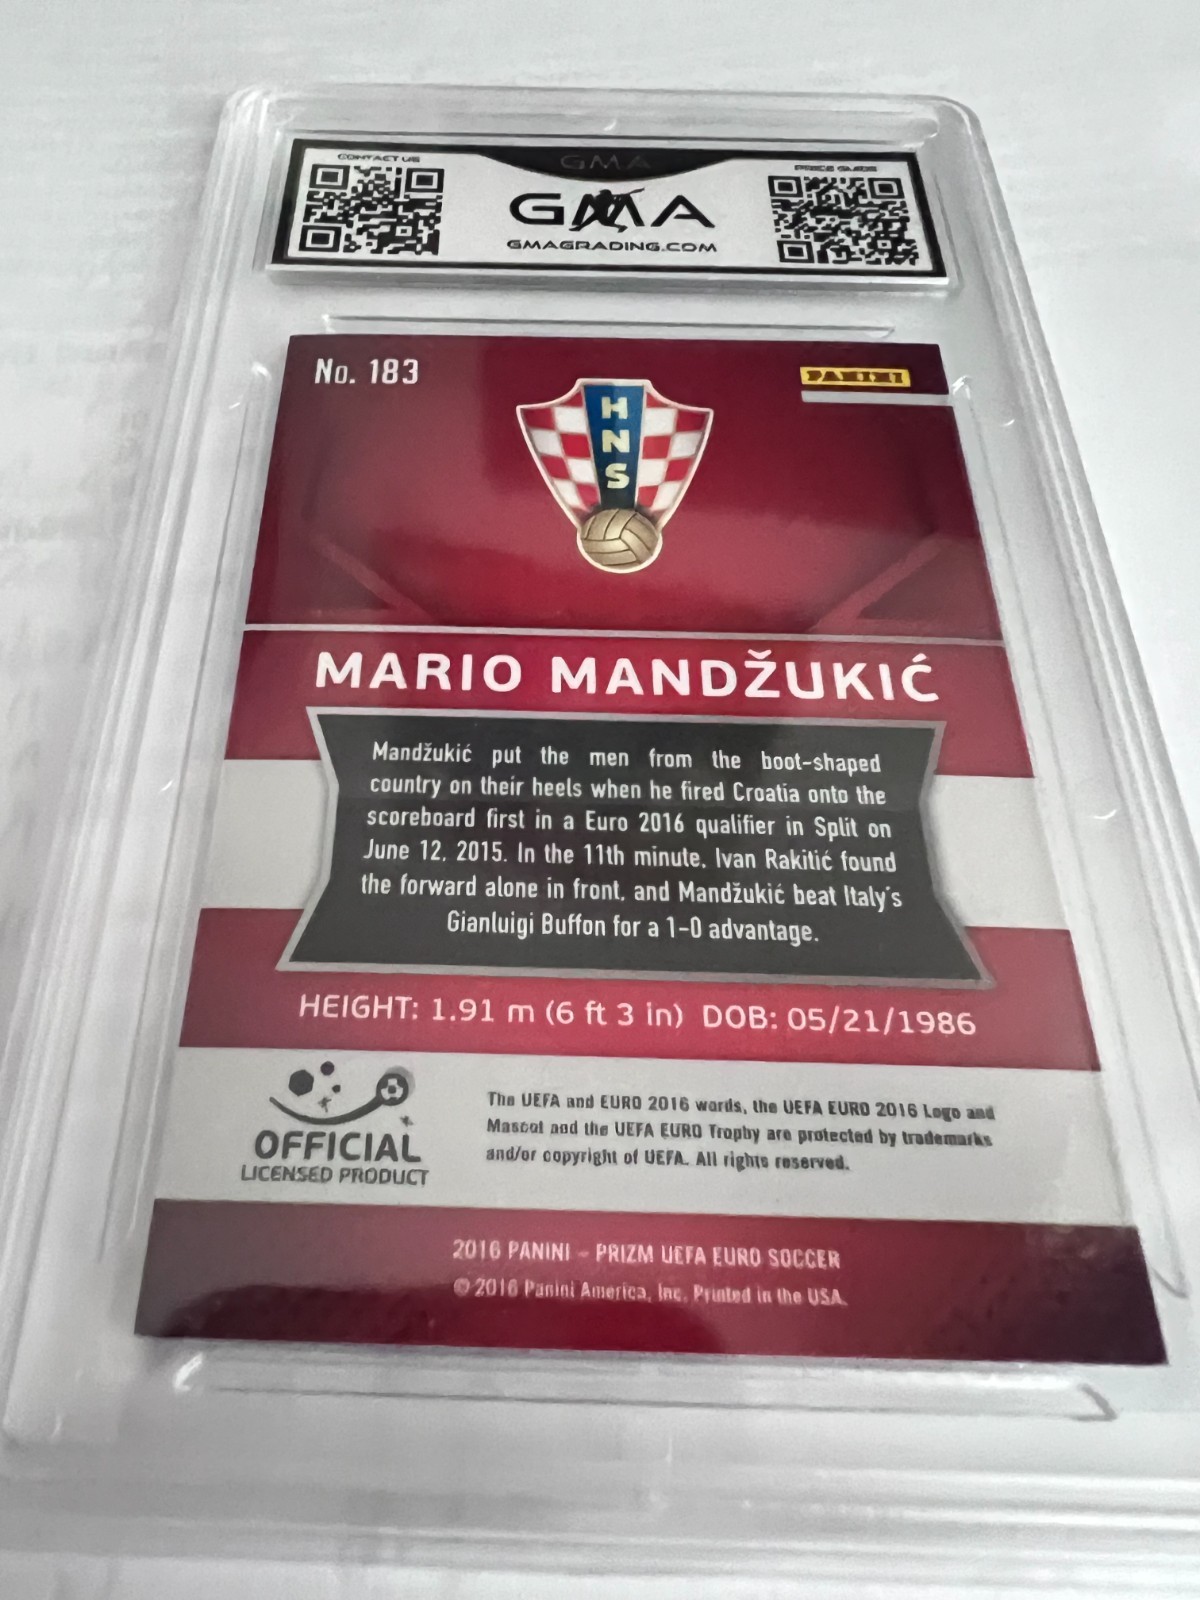 CONTACT US
GMA
PRICE GUIDE
GMA
GMAGRADING.COM
No. 183
PANINI
HNS
MARIO MANDŽUKIĆ
Mandžukić put the men from the boot-shaped
country on their heels when he fired Croatia onto the
scoreboard first in a Euro 2016 qualifier in Split on
June 12, 2015. In the 11th minute, Ivan Rakitić found
the forward alone in front, and Mandžukić beat Italy's
Gianluigi Buffon for a 1-0 advantage.
HEIGHT: 1.91 m (6 ft 3 in) DOB: 05/21/1986
OFFICIAL
LICENSED PRODUCT
The UEFA and EURO 2016 words, the UEFA EURO 2016 Logo and
Mascot and the UEFA EURO Trophy are protected by trademarks
and/or copyright of UEFA. All rights reserved.
2016 PANINI - PRIZM UEFA EURO SOCCER
© 2016 Panini America, Inc. Printed in the USA.